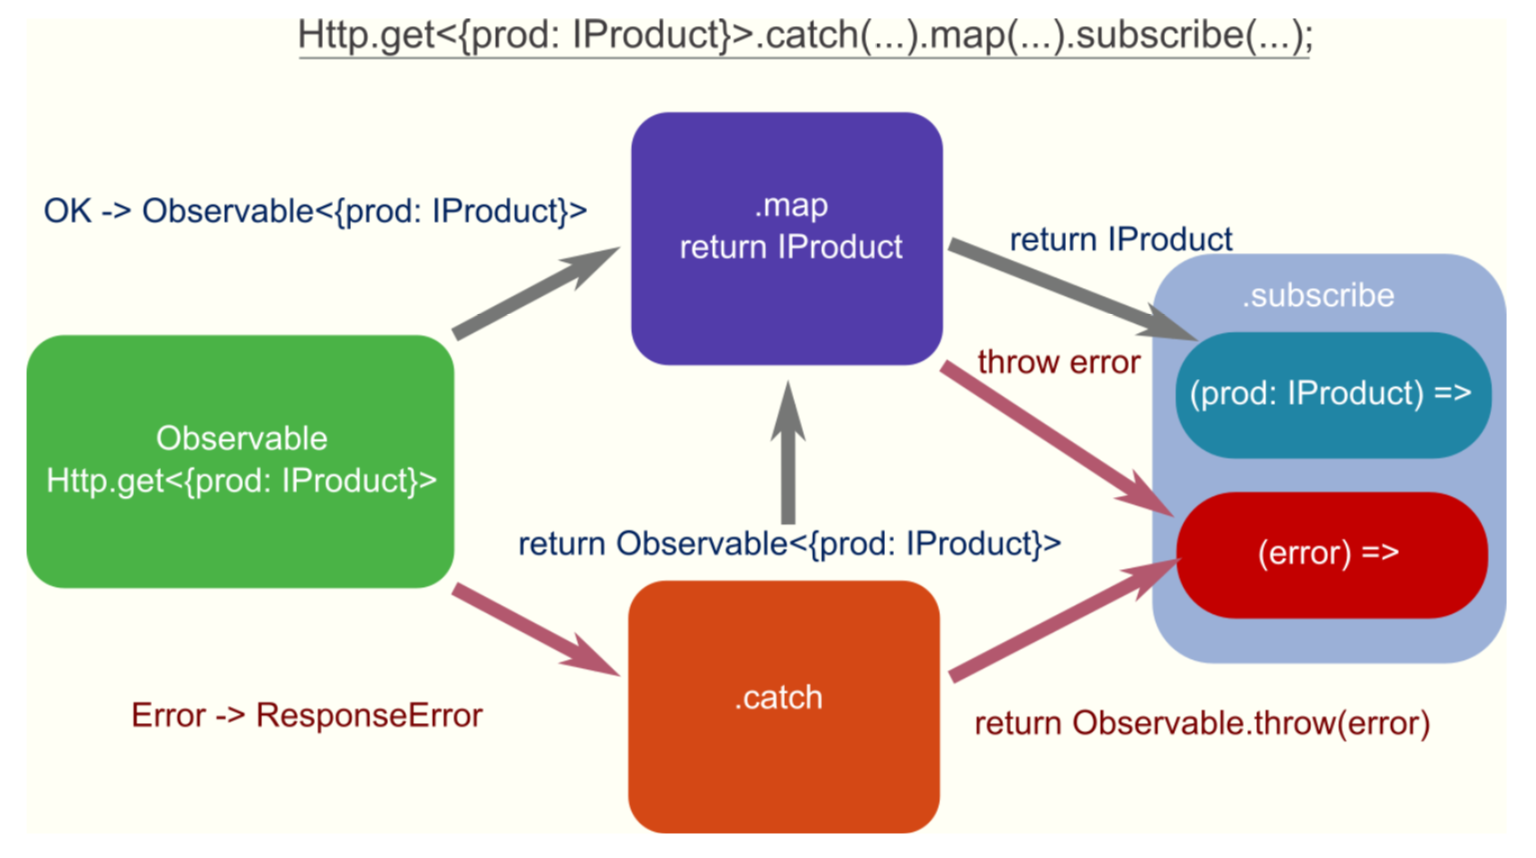 Http.get<{prod: IProduct}>.catch(...).map(...).subscribe(...);
OK -> Observable<{prod: IProduct}>
.map
return IProduct
return IProduct
.subscribe
throw error
(prod: IProduct) =>
Observable
Http.get<{prod: IProduct}>
return Observable<{prod: IProduct}>
(error) =>
.catch
Error -> ResponseError
return Observable.throw(error)